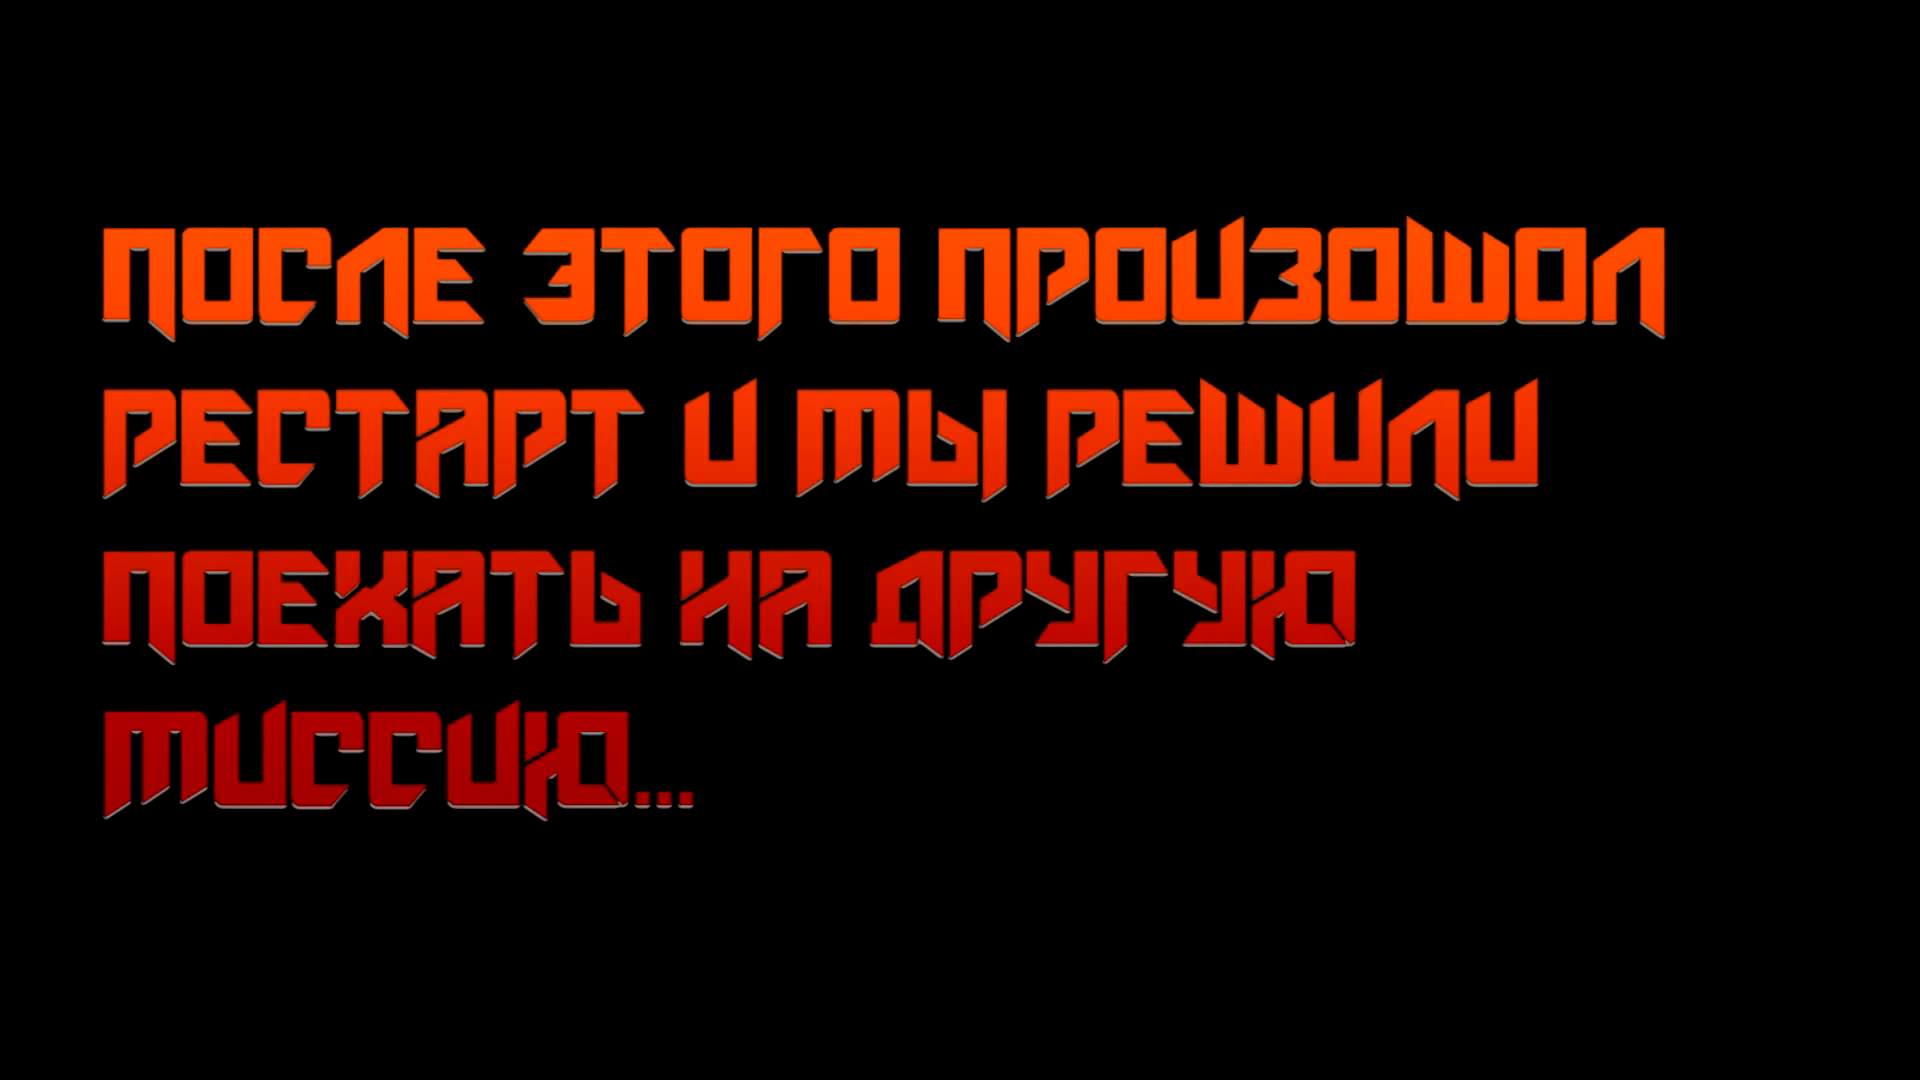 ПОСЛЕ ЭТОГО ПРОИЗОШОЛ
РЕСТАРТ И МЫ РЕШИЛИ
ПОЕХАТЬ НА ДРУГУЮ
МИССИЮ...